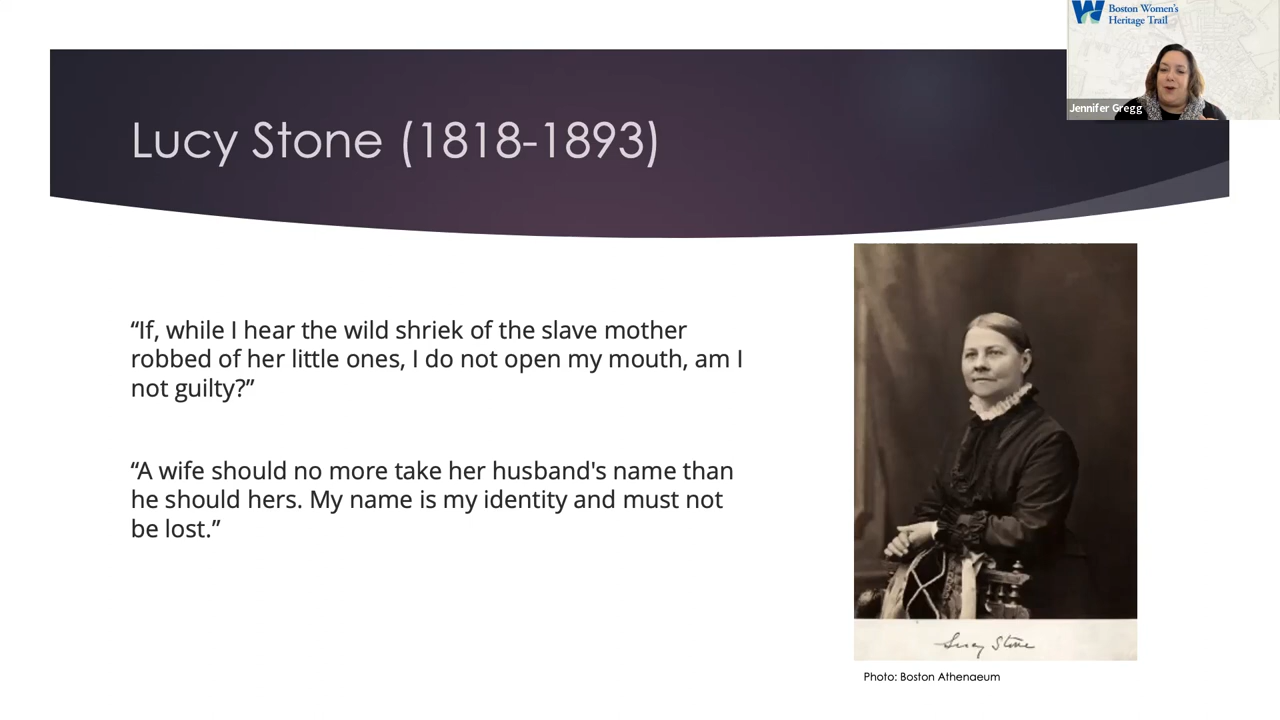 Boston Women's
Heritage Trail
Jennifer Gregg
Lucy Stone (1818-1893)
“If, while I hear the wild shriek of the slave mother
robbed of her little ones, I do not open my mouth, am I
not guilty?”
“A wife should no more take her husband's name than
he should hers. My name is my identity and must not
be lost.”
Lucy Stone
Photo: Boston Athenaeum